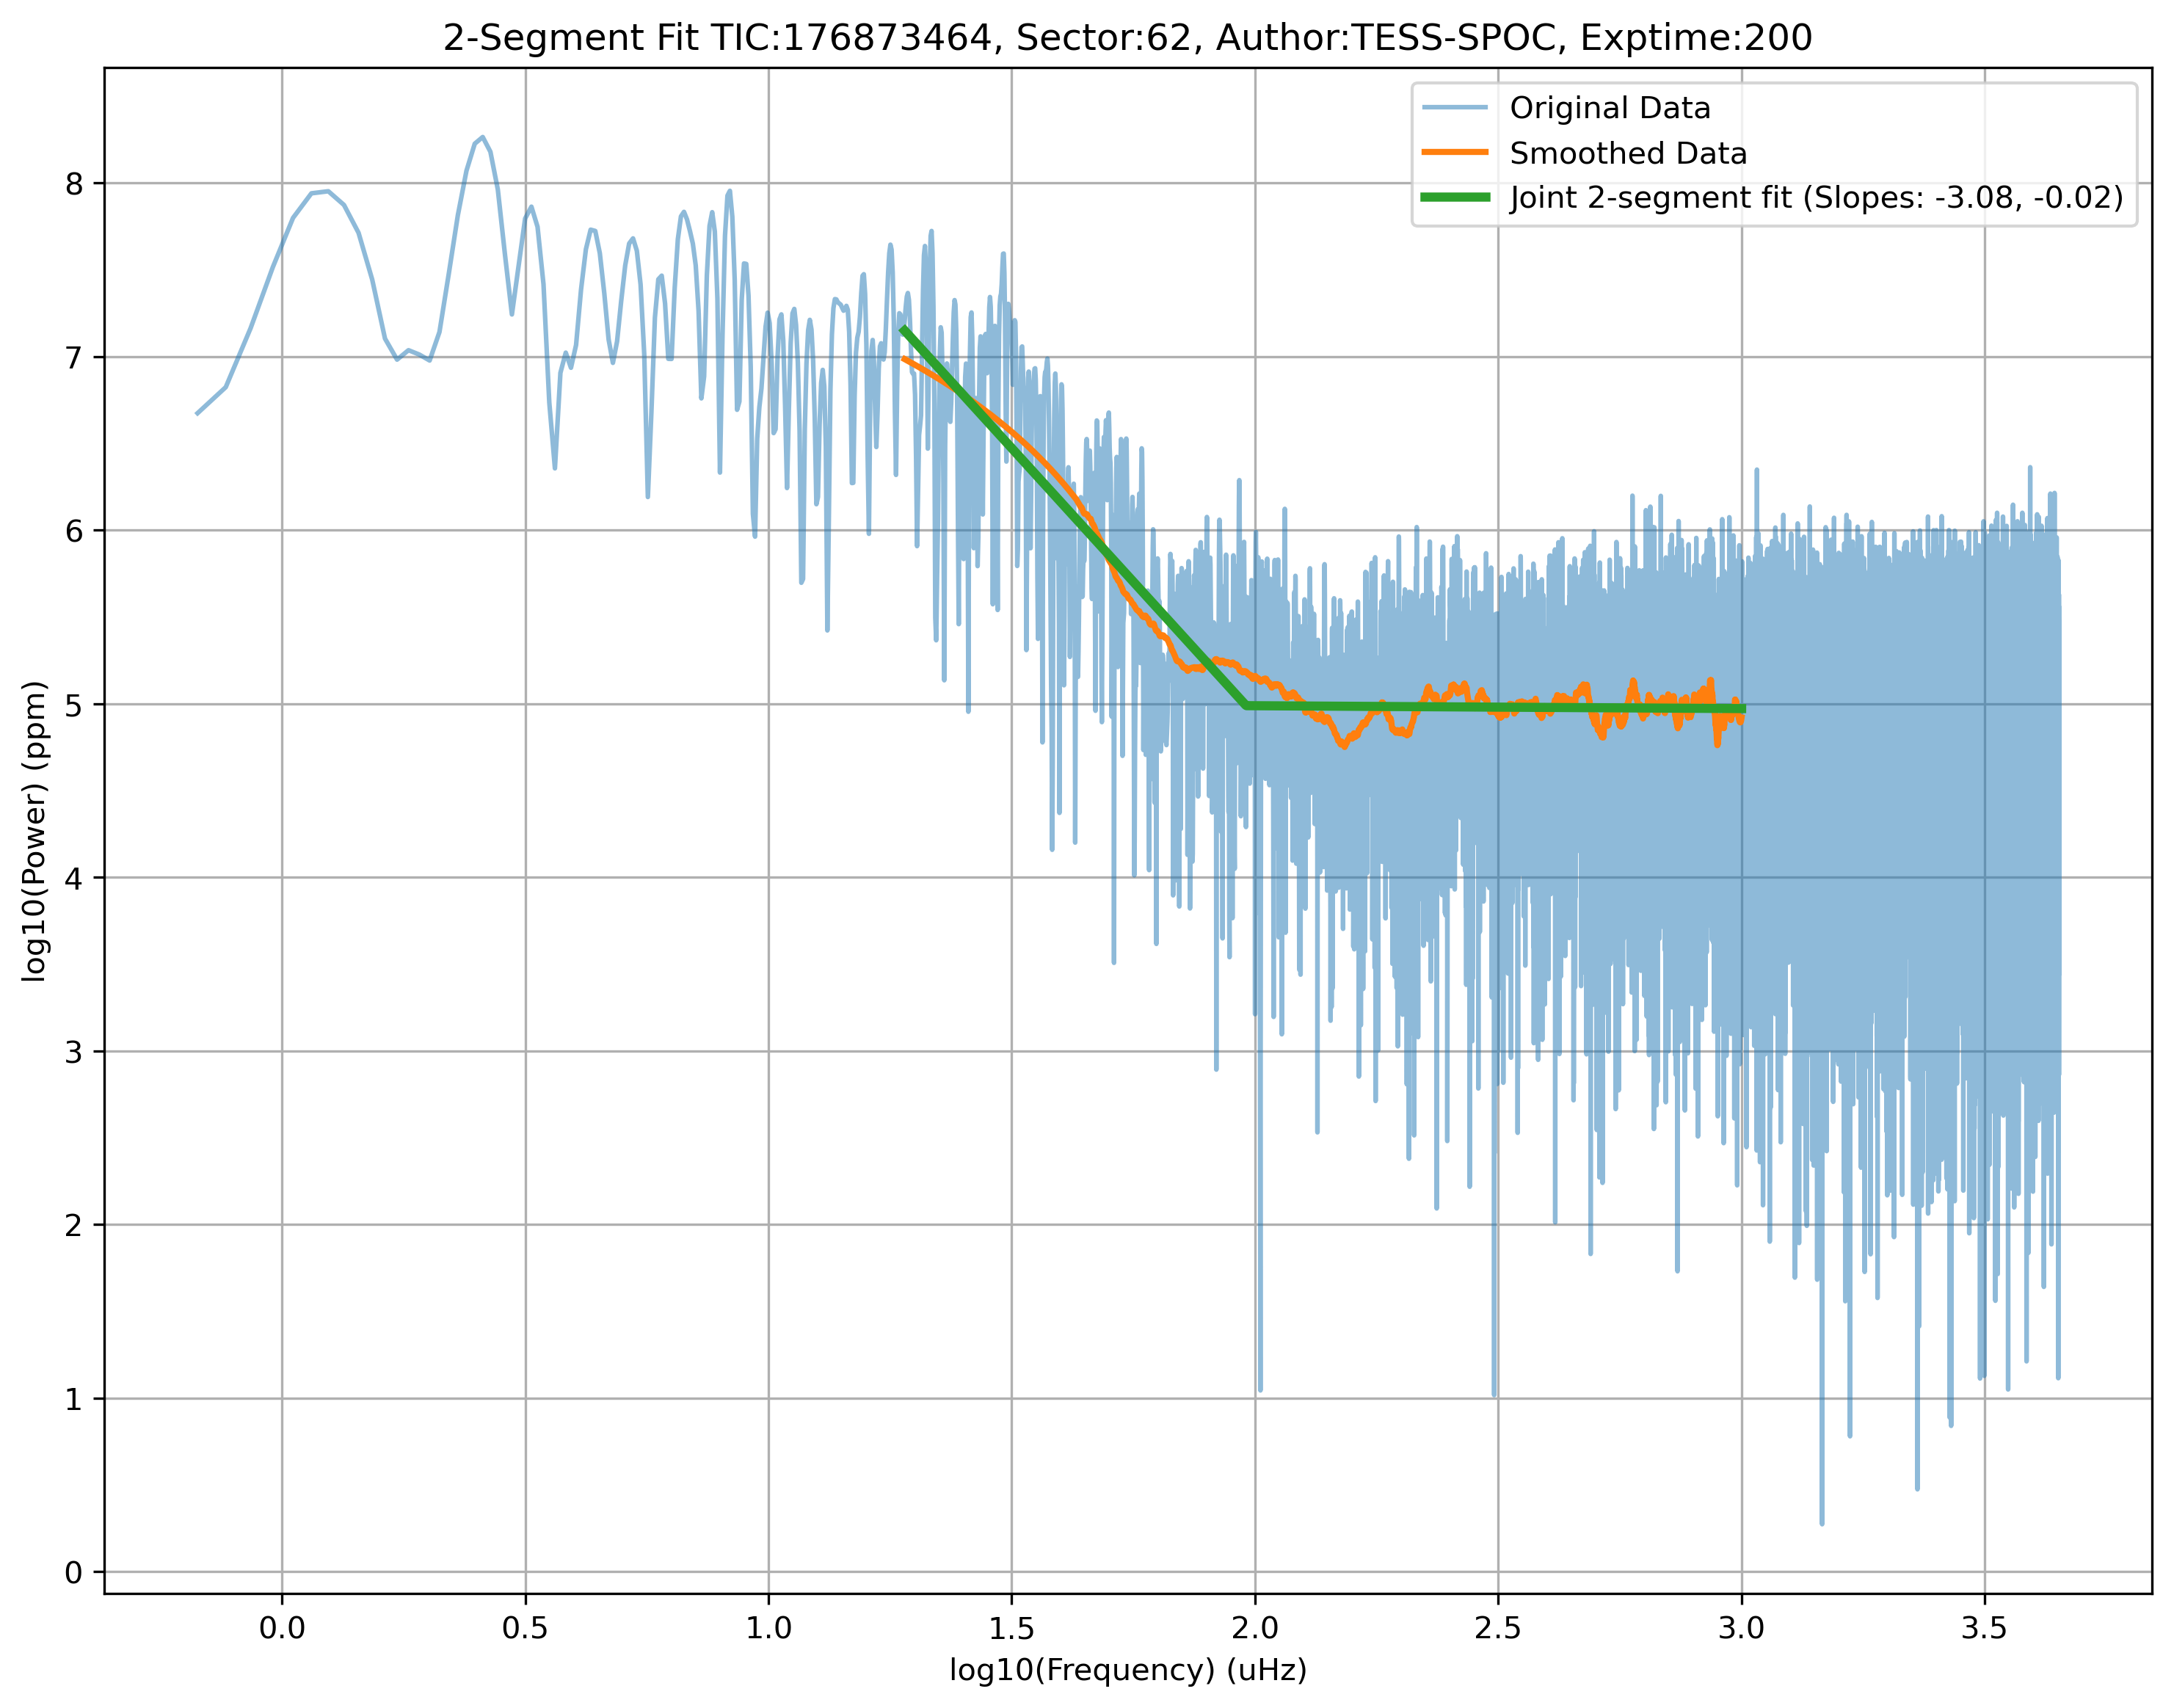 2-Segment Fit TIC:176873464, Sector:62, Author:TESS-SPOC, Exptime:200
Original Data
Smoothed Data
Joint 2-segment fit (Slopes: -3.08, -0.02)
log10(Power) (ppm)
8
7
6
5
4
3
2
1
0
0.0 0.5 1.0 1.5 2.0 2.5 3.0 3.5
log10(Frequency) (uHz)